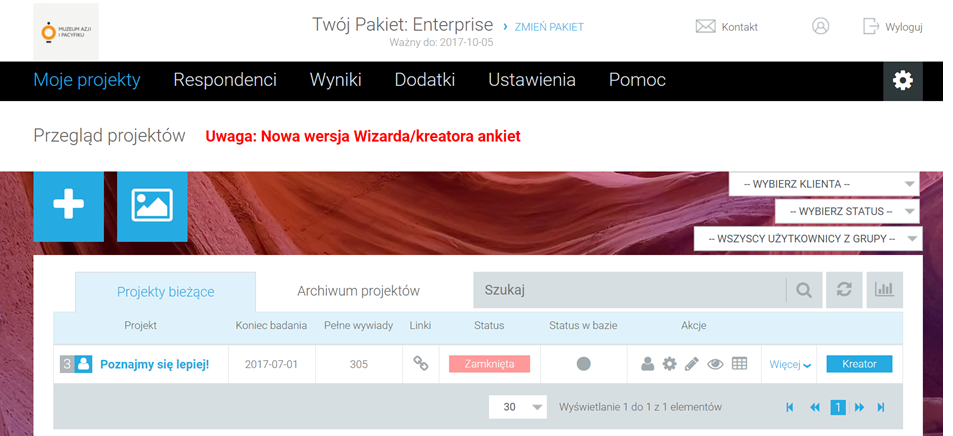 MUZEUM AZJI
I PACYFIKU
Twój Pakiet: Enterprise › ZMIEŃ PAKIET
Ważny do: 2017-10-05
Kontakt
Wyloguj
Moje projekty Respondenci Wyniki Dodatki Ustawienia Pomoc
Przegląd projektów Uwaga: Nowa wersja Wizarda/kreatora ankiet
-- WYBIERZ KLIENTA --
-- WYBIERZ STATUS --
-- WSZYSCY UŻYTKOWNICY Z GRUPY --
Projekty bieżące Archiwum projektów Szukaj
Projekt Koniec badania Pełne wywiady Linki Status Status w bazie Akcje
3 Poznajmy się lepiej! 2017-07-01 305 Zamknięta Więcej Kreator
30 Wyświetlanie 1 do 1 z 1 elementów 1